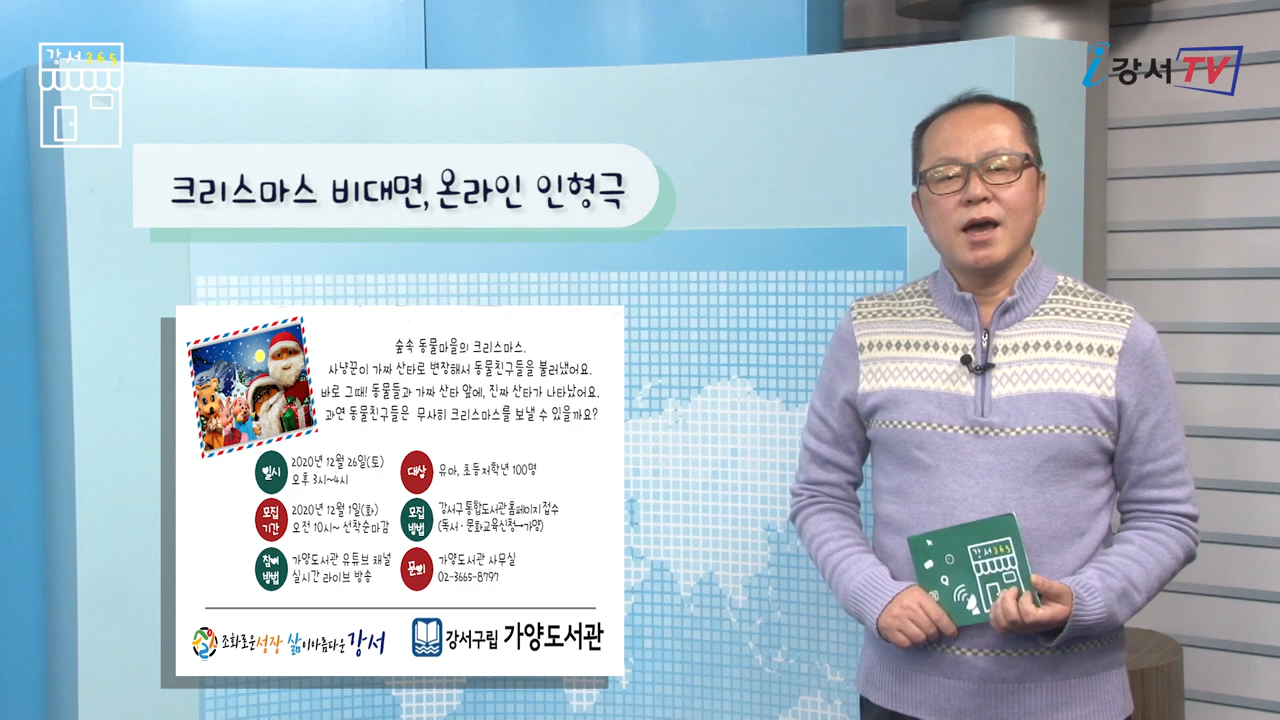 강서365
i강서TV
크리스마스 비대면, 온라인 인형극
숲속 동물마을의 크리스마스.
사냥꾼이 가짜 산타로 변장해서 동물친구들을 불러냈어요.
바로 그때! 동물들과 가짜 산타 앞에, 진짜 산타가 나타났어요.
과연 동물친구들은 무사히 크리스마스를 보낼 수 있을까요?
일시
2020년 12월 26일(토)
오후 3시~4시
대상
유아, 초등저학년 100명
모집
기간
2020년 12월 1일(화)
오전 10시~ 선착순마감
모집
방법
강서구통합도서관 홈페이지 접수
(독서·문화교육신청→가양)
참여
방법
가양도서관 유튜브 채널
실시간 라이브 방송
문의
가양도서관 사무실
02-3665-8797
조화로운 성장 삶이 아름다운 강서
강서구립 가양도서관
강서365